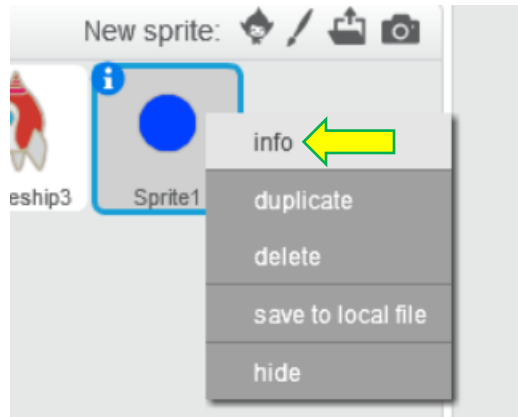 New sprite:
eship3
Sprite1
info
duplicate
delete
save to local file
hide